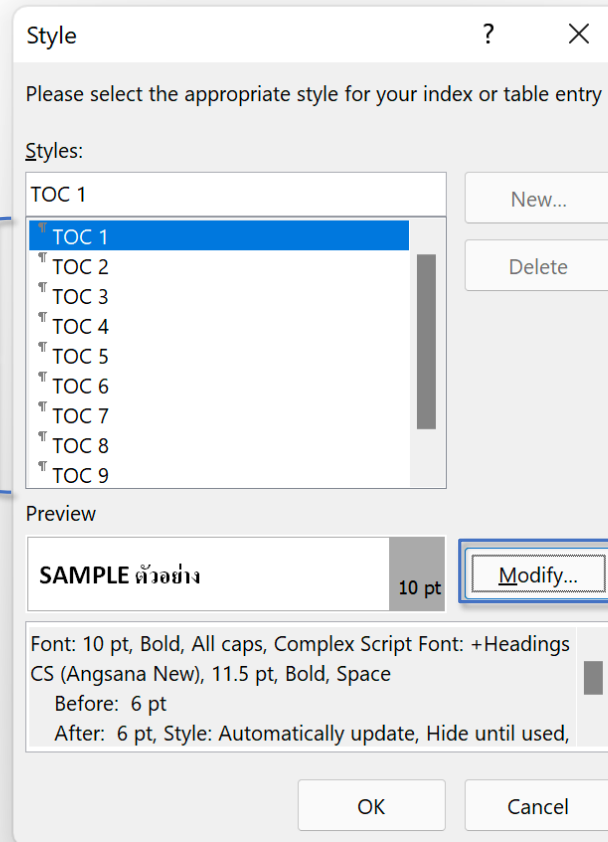 Style ?
Please select the appropriate style for your index or table entry
Styles:
TOC 1
New...
¶ TOC 1
Delete
¶ TOC 2
¶ TOC 3
¶ TOC 4
¶ TOC 5
¶ TOC 6
¶ TOC 7
¶ TOC 8
¶ TOC 9
Preview
SAMPLE ตัวอย่าง 10 pt
Modify...
Font: 10 pt, Bold, All caps, Complex Script Font: +Headings
CS (Angsana New), 11.5 pt, Bold, Space
Before: 6 pt
After: 6 pt, Style: Automatically update, Hide until used,
OK Cancel